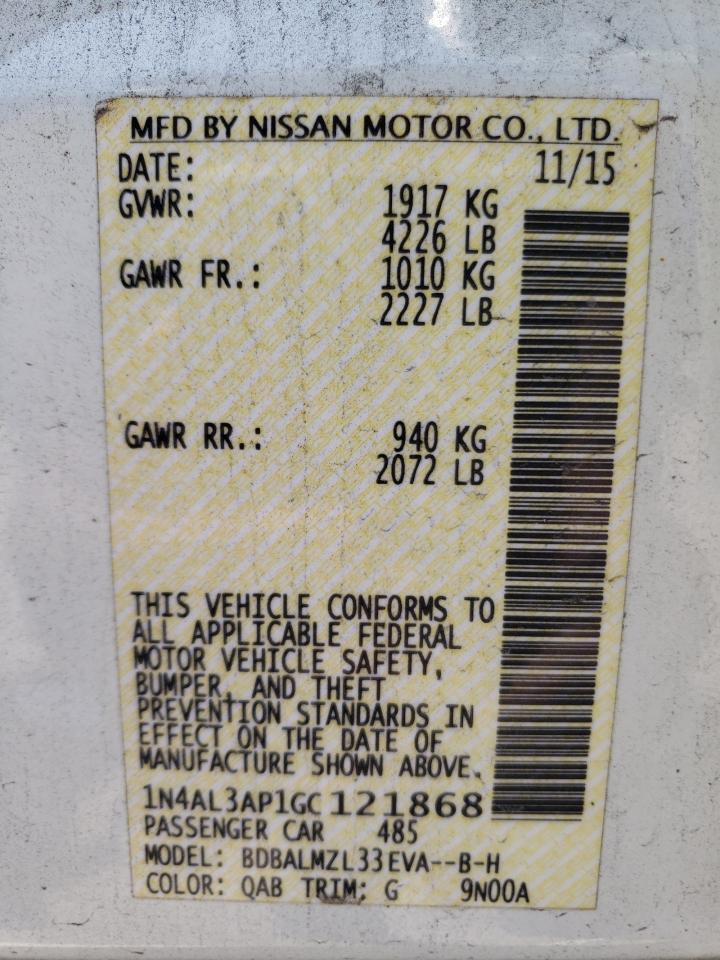 MFD BY NISSAN MOTOR CO., LTD.
DATE: 11/15
GVWR: 1917 KG
4226 LB
GAWR FR.: 1010 KG
2227 LB
GAWR RR.: 940 KG
2072 LB
THIS VEHICLE CONFORMS TO
ALL APPLICABLE FEDERAL
MOTOR VEHICLE SAFETY,
BUMPER, AND THEFT
PREVENTION STANDARDS IN
EFFECT ON THE DATE OF
MANUFACTURE SHOWN ABOVE.
1N4AL3AP1GC121868
PASSENGER CAR 485
MODEL: BDBALMZL33EVA--B-H
COLOR: QAB TRIM: G 9N00A